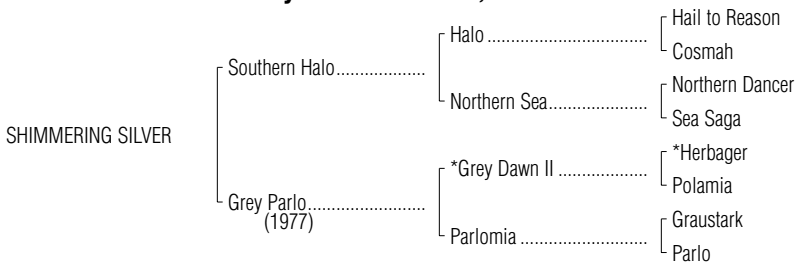 Hail to Reason
Halo ................................
Cosmah
Southern Halo...................
Northern Dancer
Northern Sea....................
Sea Saga
SHIMMERING SILVER
*Herbager
*Grey Dawn II ..................
Polamia
Grey Parlo.........................
(1977)
Graustark
Parlomia .........................
Parlo